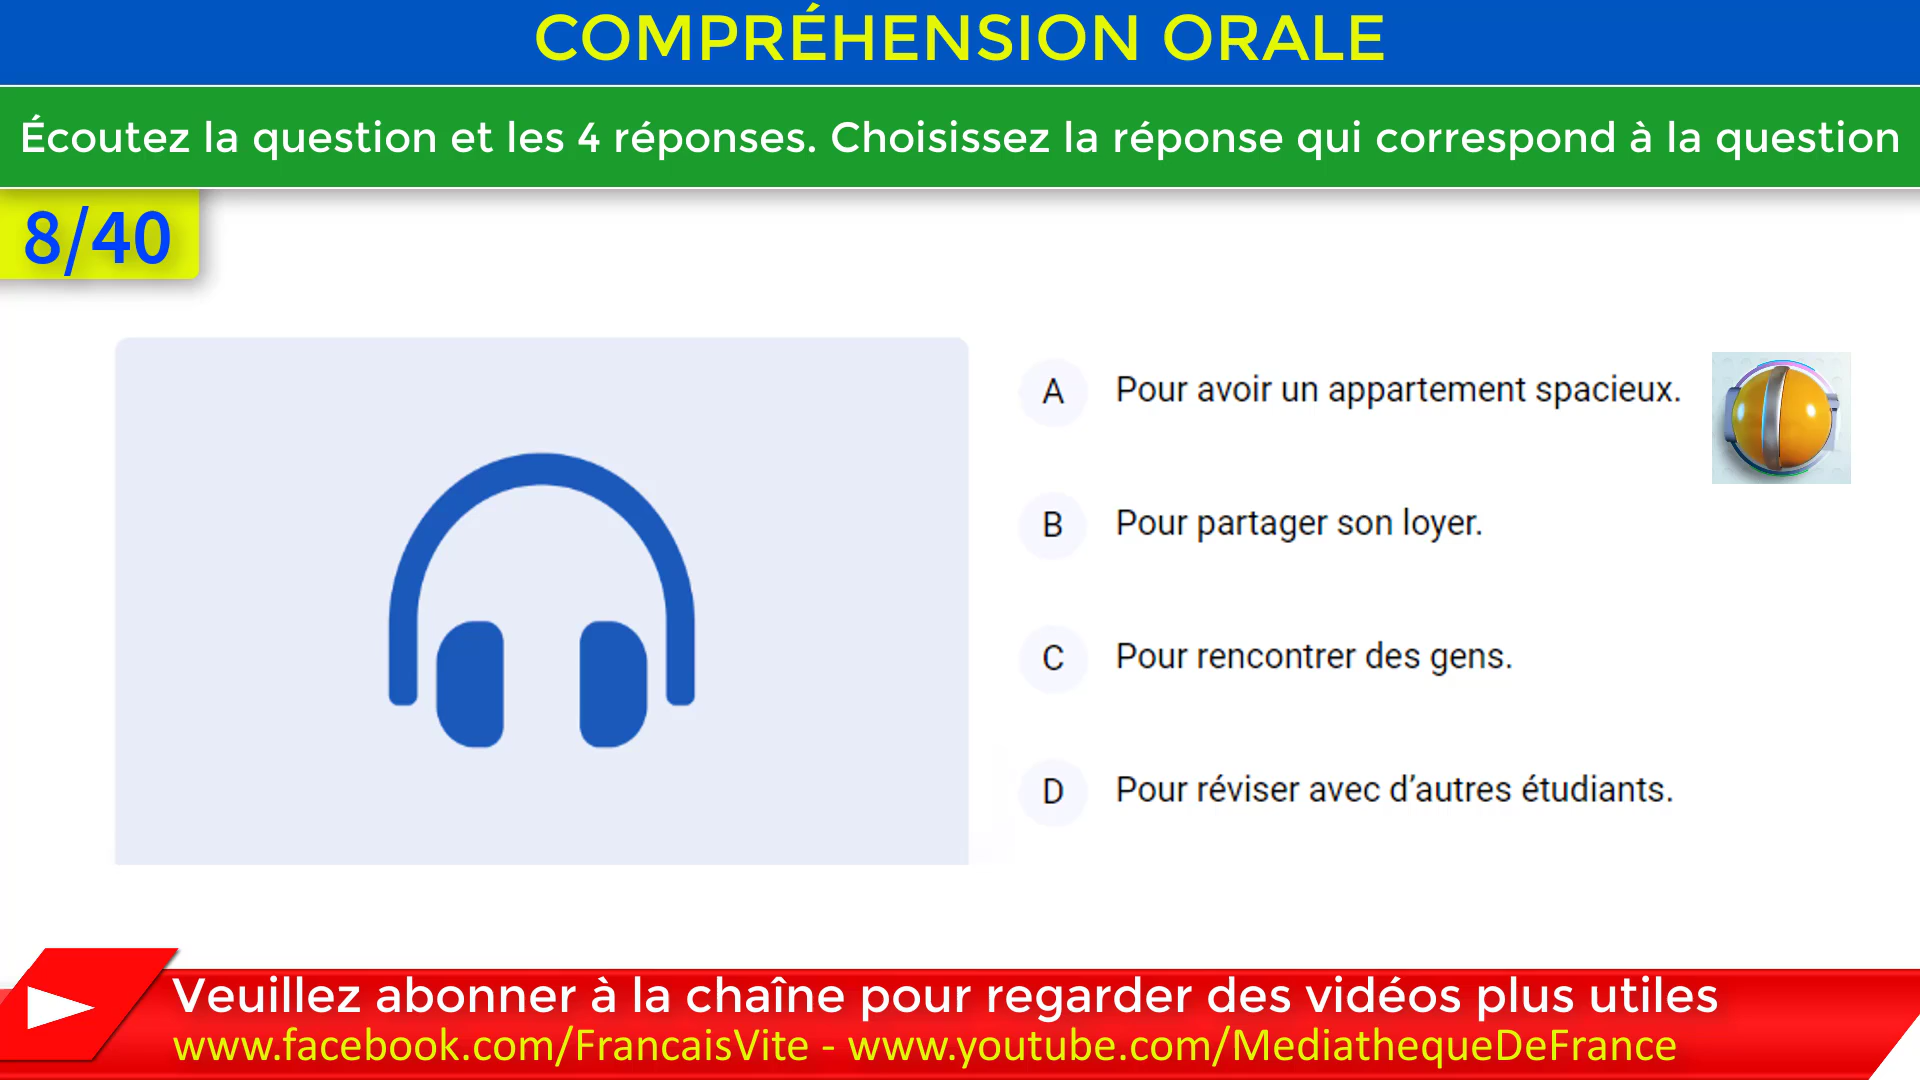 COMPRÉHENSION ORALE
Écoutez la question et les 4 réponses. Choisissez la réponse qui correspond à la question
8/40
A Pour avoir un appartement spacieux.
B Pour partager son loyer.
C Pour rencontrer des gens.
D Pour réviser avec d’autres étudiants.
Veuillez abonner à la chaîne pour regarder des vidéos plus utiles
www.facebook.com/FrancaisVite - www.youtube.com/MediathequeDeFrance